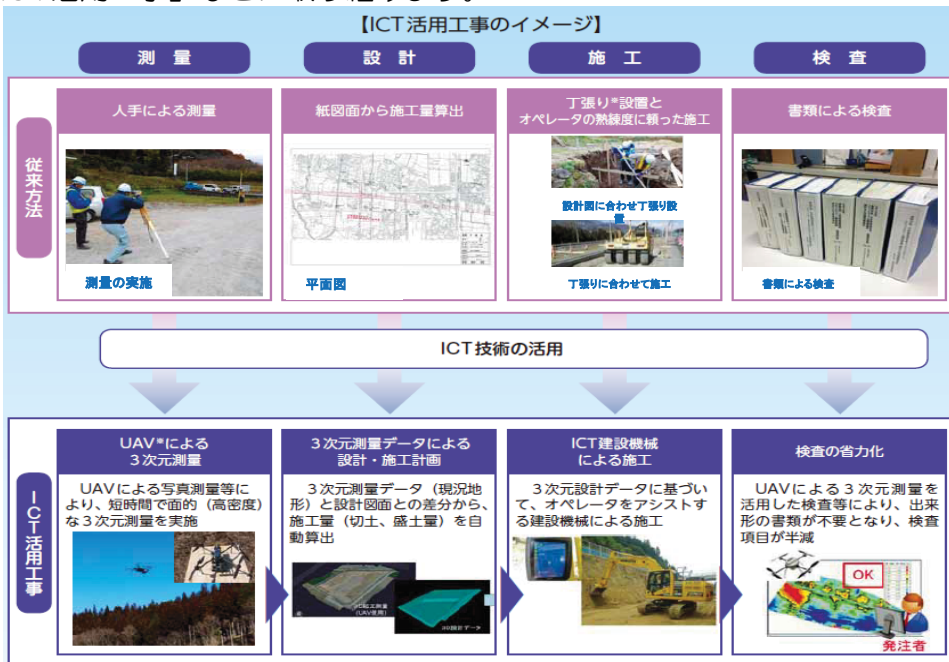 【ICT活用工事のイメージ】
測 量
設 計
施 工
検 査
従来方法
人手による測量
測量の実施
紙図面から施工量算出
平面図
丁張り*設置と
オペレータの熟練度に頼った施工
設計図に合わせ丁張り設
置
丁張りに合わせて施工
書類による検査
書類による検査
ICT技術の活用
ICT活用工事
UAV*による
3次元測量
UAVによる写真測量等に
より、短時間で面的（高密度）
な3次元測量を実施
3次元測量データによる
設計・施工計画
3次元測量データ（現況地
形）と設計図面との差分から、
施工量（切土、盛土量）を自
動算出
(UAV使用)
3D設計データ
ICT建設機械
による施工
3次元設計データに基づい
て、オペレータをアシストす
る建設機械による施工
検査の省力化
UAVによる3次元測量を
活用した検査等により、出来
形の書類が不要となり、検査
項目が半減
OK
発注者